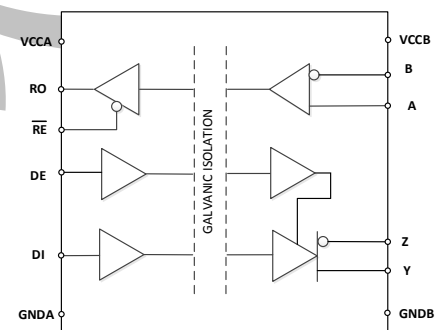 VCCA
VCCB
B
RO
A
RE
DE
GALVANIC ISOLATION
Z
DI
Y
GNDA
GNDB